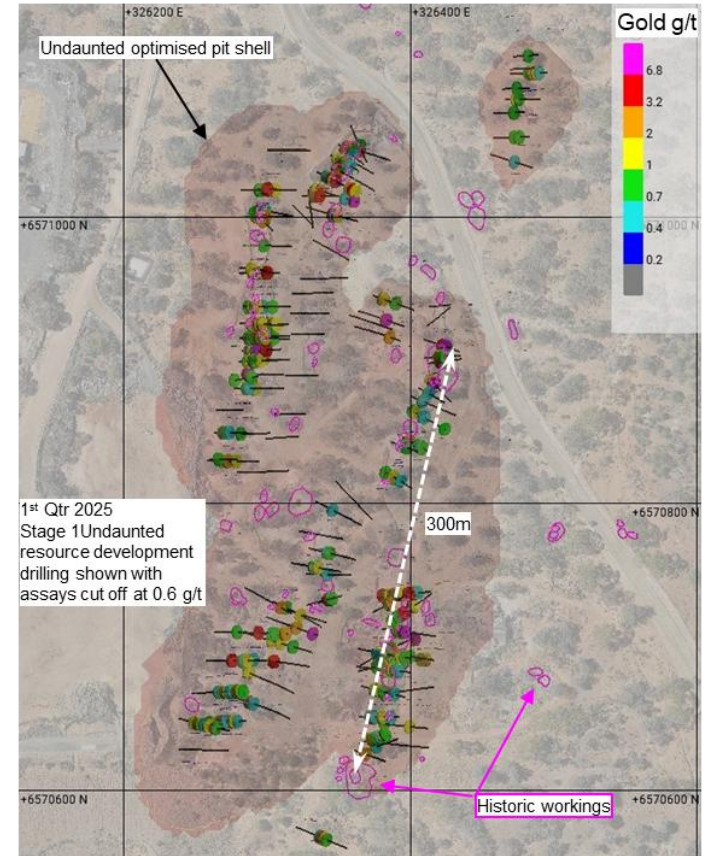 +326200 E
+326400 E
Gold g/t
Undaunted optimised pit shell
6.8
3.2
2
1
0.7
0.4
0.2
+6571000 N
000 N
1st Qtr 2025
Stage 1Undaunted
resource development
drilling shown with
assays cut off at 0.6 g/t
+6570800 N
300m
+6570600 N
+6570600 N
Historic workings